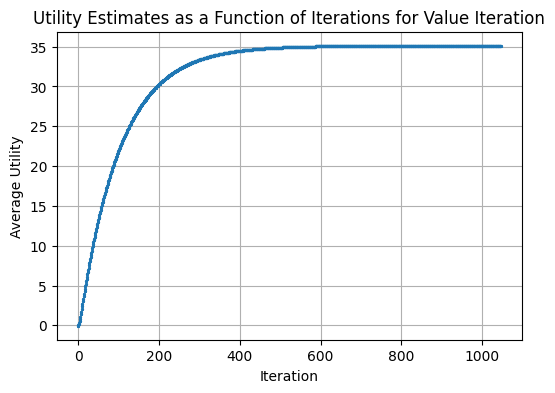 Utility Estimates as a Function of Iterations for Value Iteration
35
30
25
20
15
10
5
0
Average Utility
0 200 400 600 800 1000
Iteration